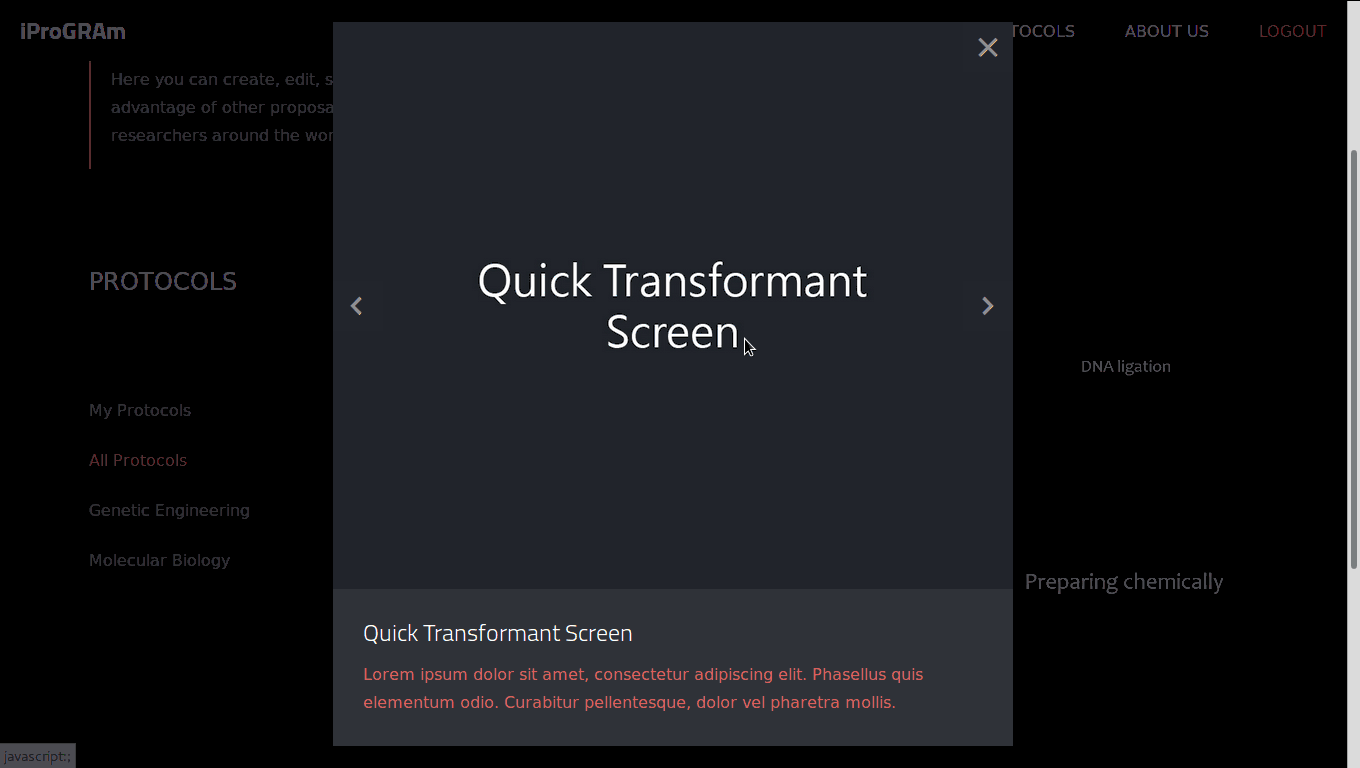 iProGRAm
TOCOLS
ABOUT US
LOGOUT
Here you can create, edit, s
advantage of other proposa
researchers around the wor
PROTOCOLS
My Protocols
All Protocols
Genetic Engineering
Molecular Biology
Quick Transformant
Screen
DNA ligation
Preparing chemically
Quick Transformant Screen
Lorem ipsum dolor sit amet, consectetur adipiscing elit. Phasellus quis
elementum odio. Curabitur pellentesque, dolor vel pharetra mollis.
javascript:;